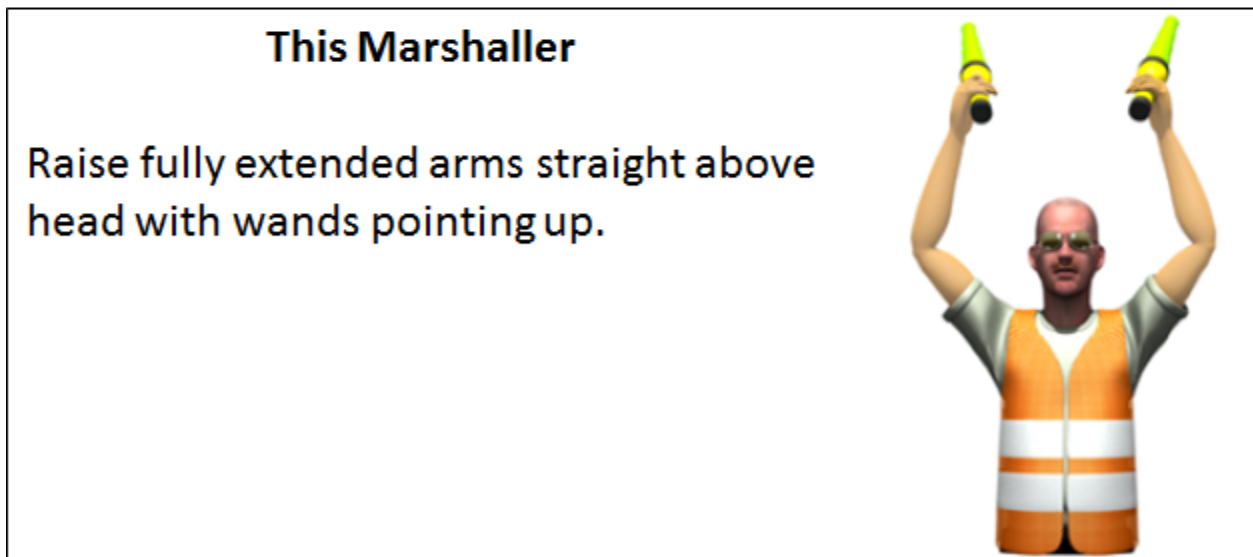 This Marshaller
Raise fully extended arms straight above
head with wands pointing up.